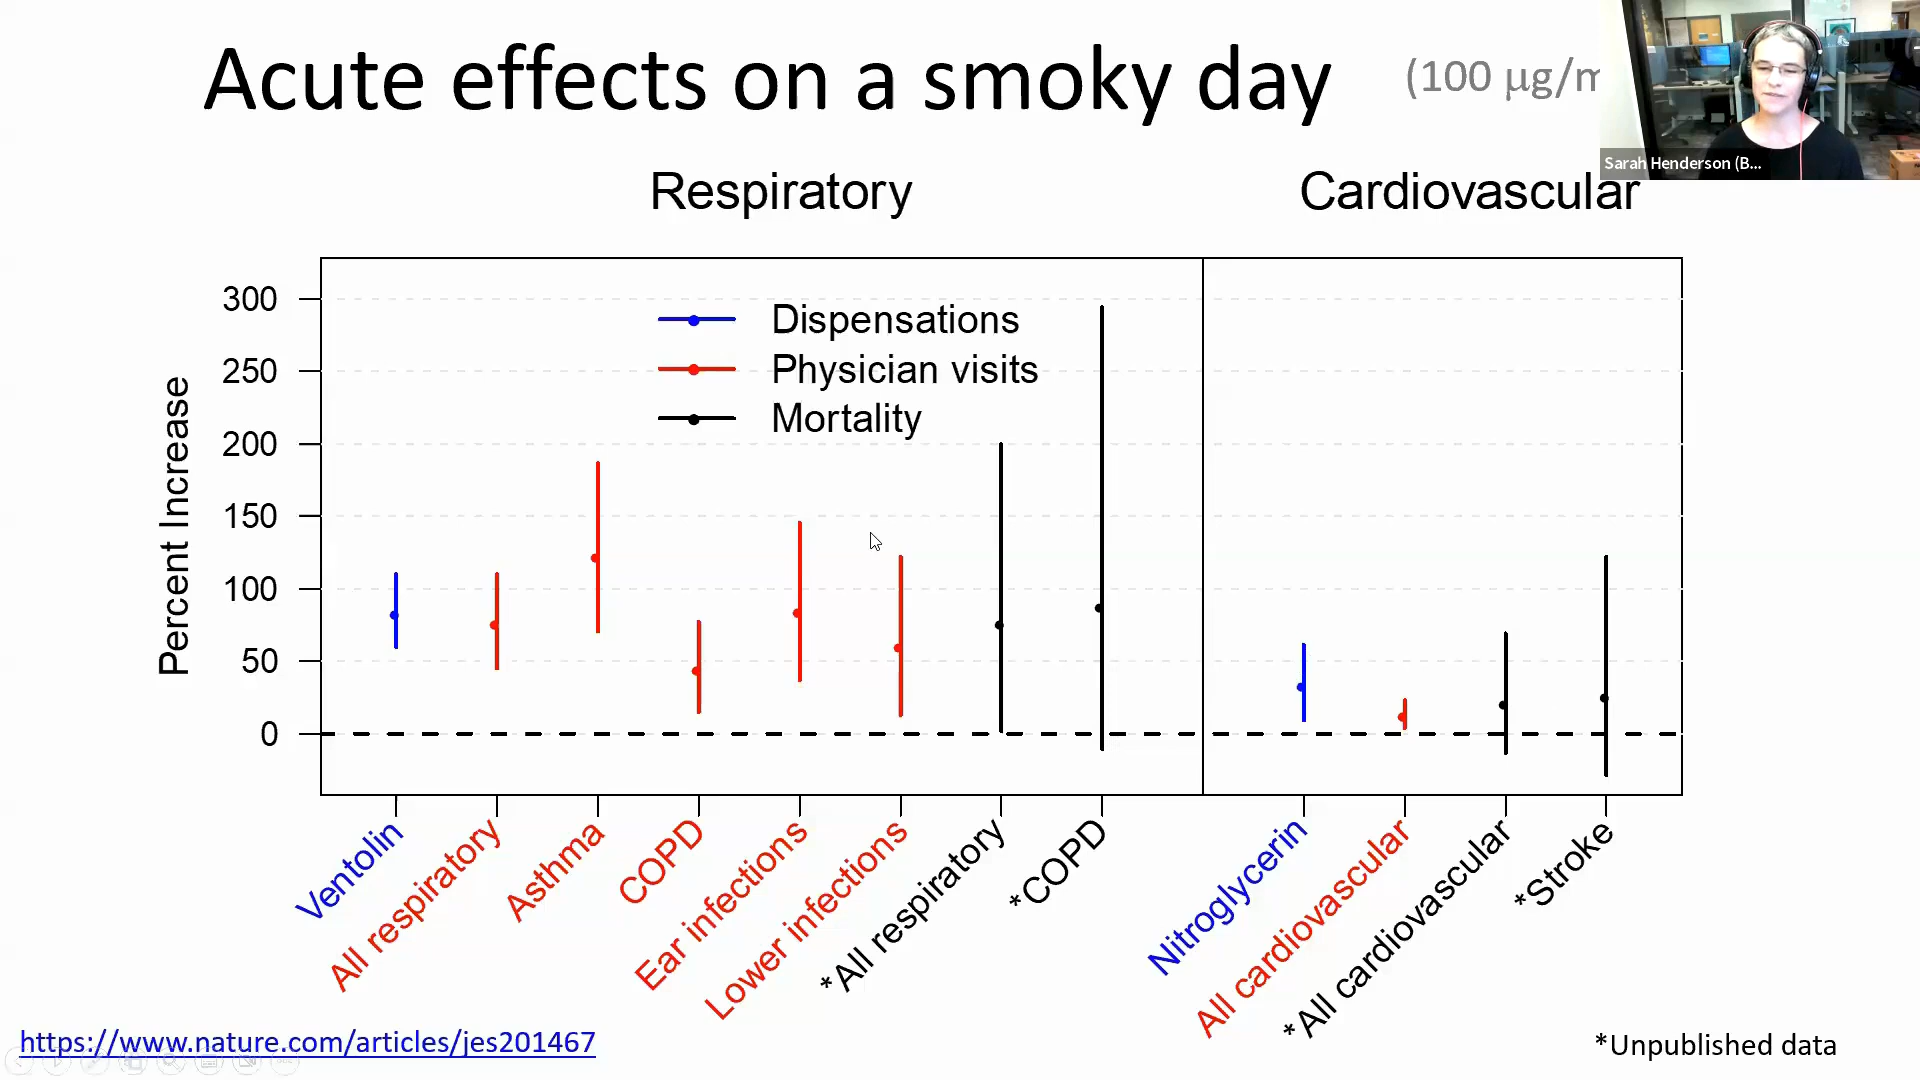 Acute effects on a smoky day (100 µg/m
Sarah Henderson (B...
Respiratory
Cardiovascular
Percent Increase
300
250
200
150
100
50
0
Dispensations
Physician visits
Mortality
Ventolin
All respiratory
Asthma
COPD
Ear infections
Lower infections
*All respiratory
*COPD
Nitroglycerin
All cardiovascular
*All cardiovascular
*Stroke
https://www.nature.com/articles/jes201467
*Unpublished data